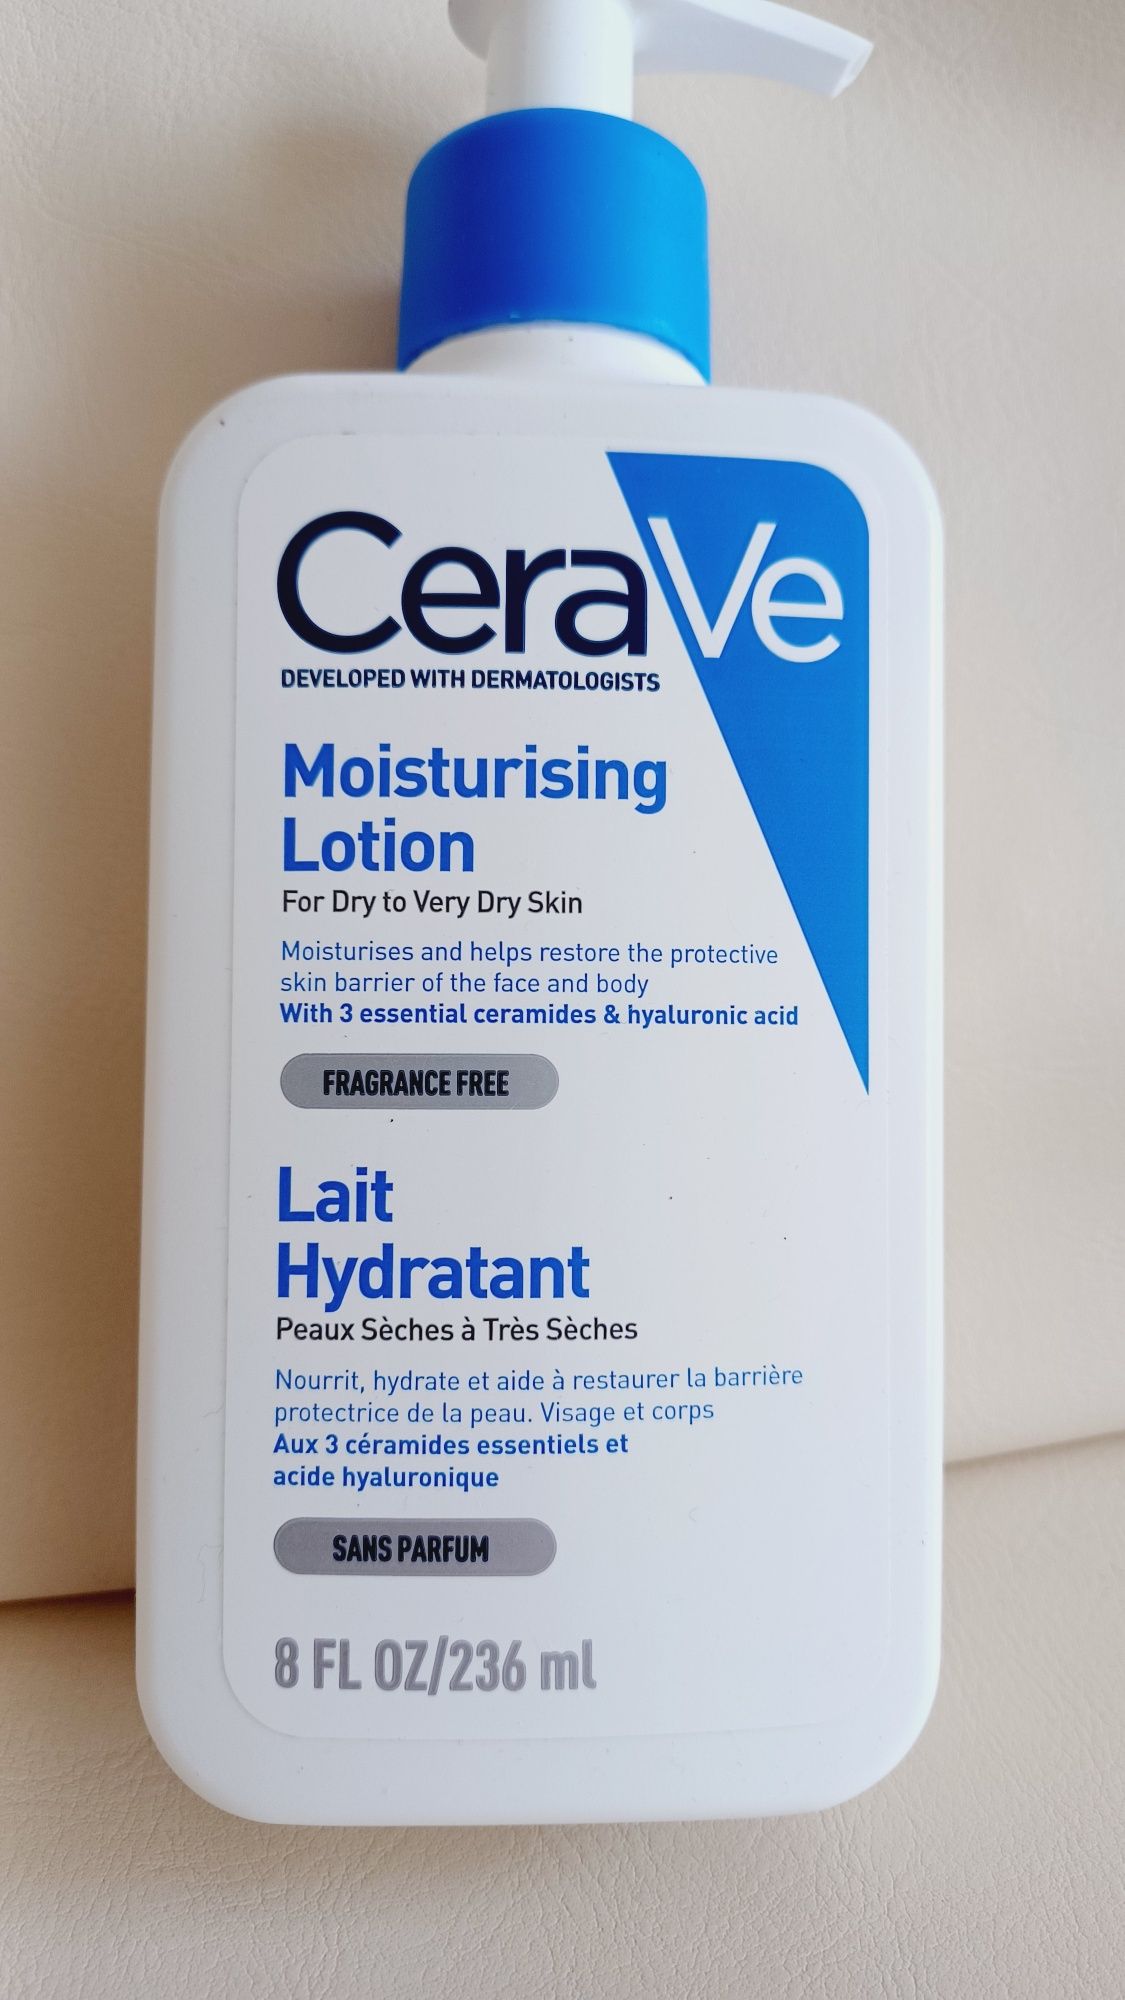 CeraVe
DEVELOPED WITH DERMATOLOGISTS
Moisturising
Lotion
For Dry to Very Dry Skin
Moisturises and helps restore the protective
skin barrier of the face and body
With 3 essential ceramides & hyaluronic acid
FRAGRANCE FREE
Lait
Hydratant
Peaux Sèches à Très Sèches
Nourrit, hydrate et aide à restaurer la barrière
protectrice de la peau. Visage et corps
Aux 3 céramides essentiels et
acide hyaluronique
SANS PARFUM
8 FL OZ/236 ml